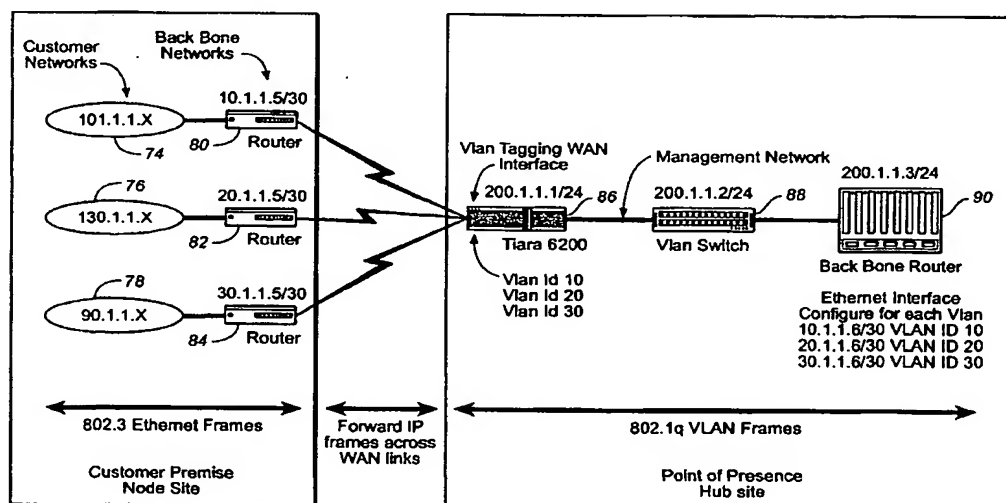 Customer
Networks
Back Bone
Networks
101.1.1.X
74
10.1.1.5/30
80
Router
76
130.1.1.X
20.1.1.5/30
82
Router
78
90.1.1.X
30.1.1.5/30
84
Router
802.3 Ethernet Frames
Customer Premise
Node Site
Forward IP
frames across
WAN links
Vlan Tagging WAN
Interface
Management Network
200.1.1.1/24
86
Tiara 6200
Vlan Id 10
Vlan Id 20
Vlan Id 30
200.1.1.2/24
88
Vlan Switch
200.1.1.3/24
90
Back Bone Router
Ethernet Interface
Configure for each Vlan
10.1.1.6/30 VLAN ID 10
20.1.1.6/30 VLAN ID 20
30.1.1.6/30 VLAN ID 30
802.1q VLAN Frames
Point of Presence
Hub site